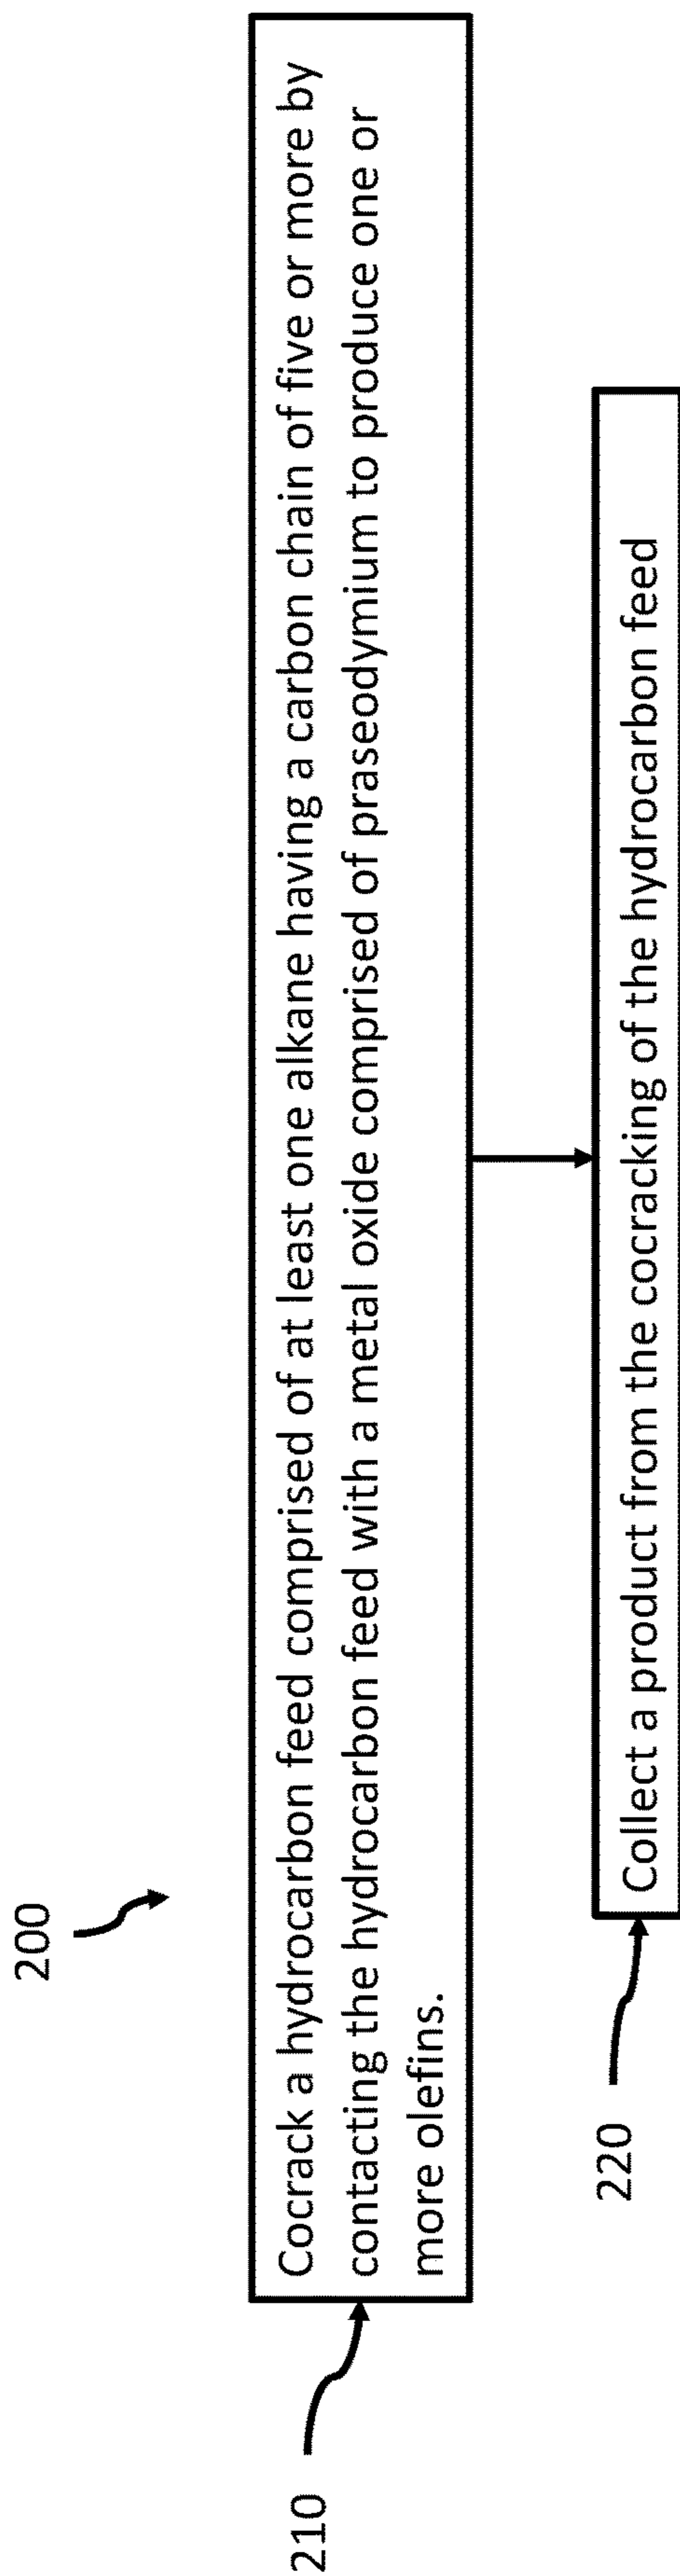 200
210
Cocrack a hydrocarbon feed comprised of at least one alkane having a carbon chain of five or more by
contacting the hydrocarbon feed with a metal oxide comprised of praseodymium to produce one or
more olefins.
220
Collect a product from the cocracking of the hydrocarbon feed